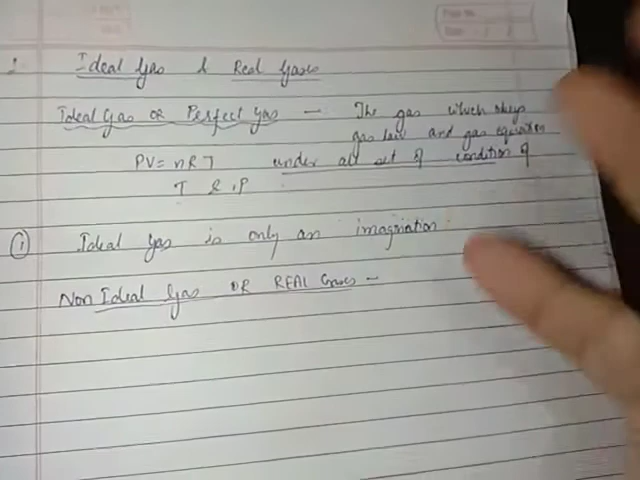 Ideal Gas & Real Gases
Ideal Gas OR Perfect Gas — The gas which obeys
gas law and gas equation
PV = nRT under all set of condition of
T & P
① Ideal gas is only an imagniation
Non Ideal Gas OR REAL Gases –